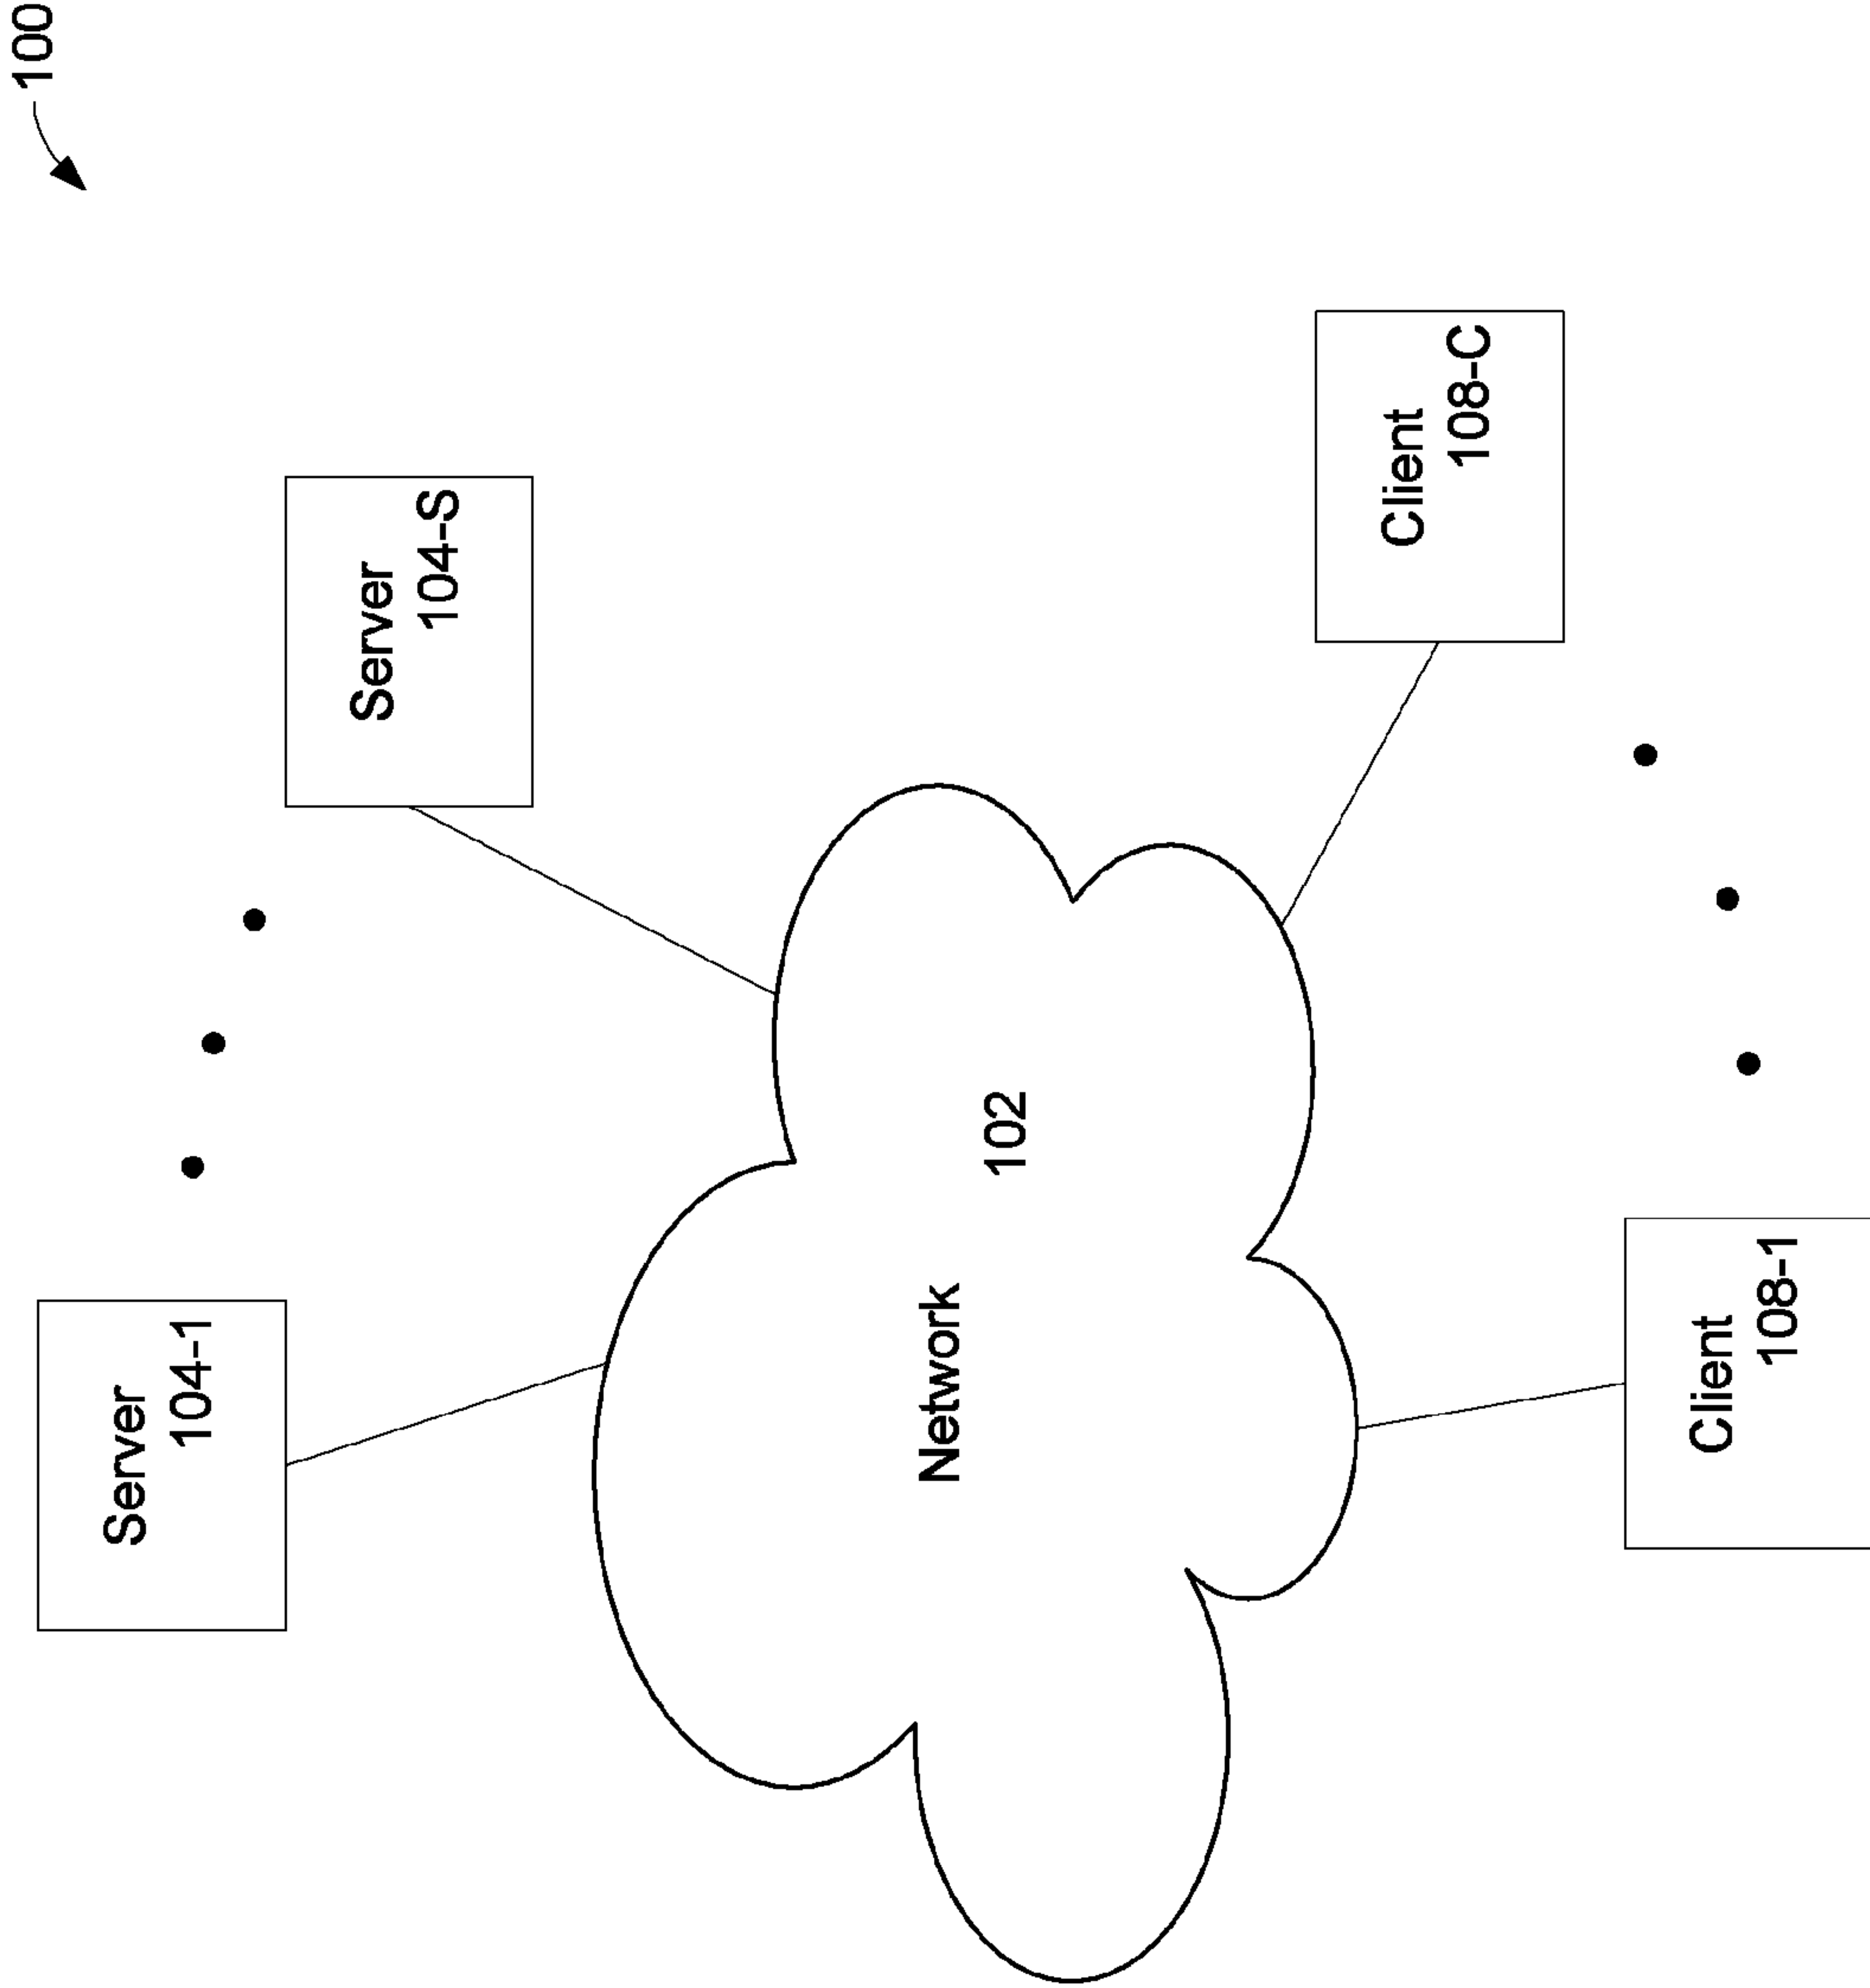 100
Server
104-1
Server
104-S
Network
102
Client
108-1
Client
108-C